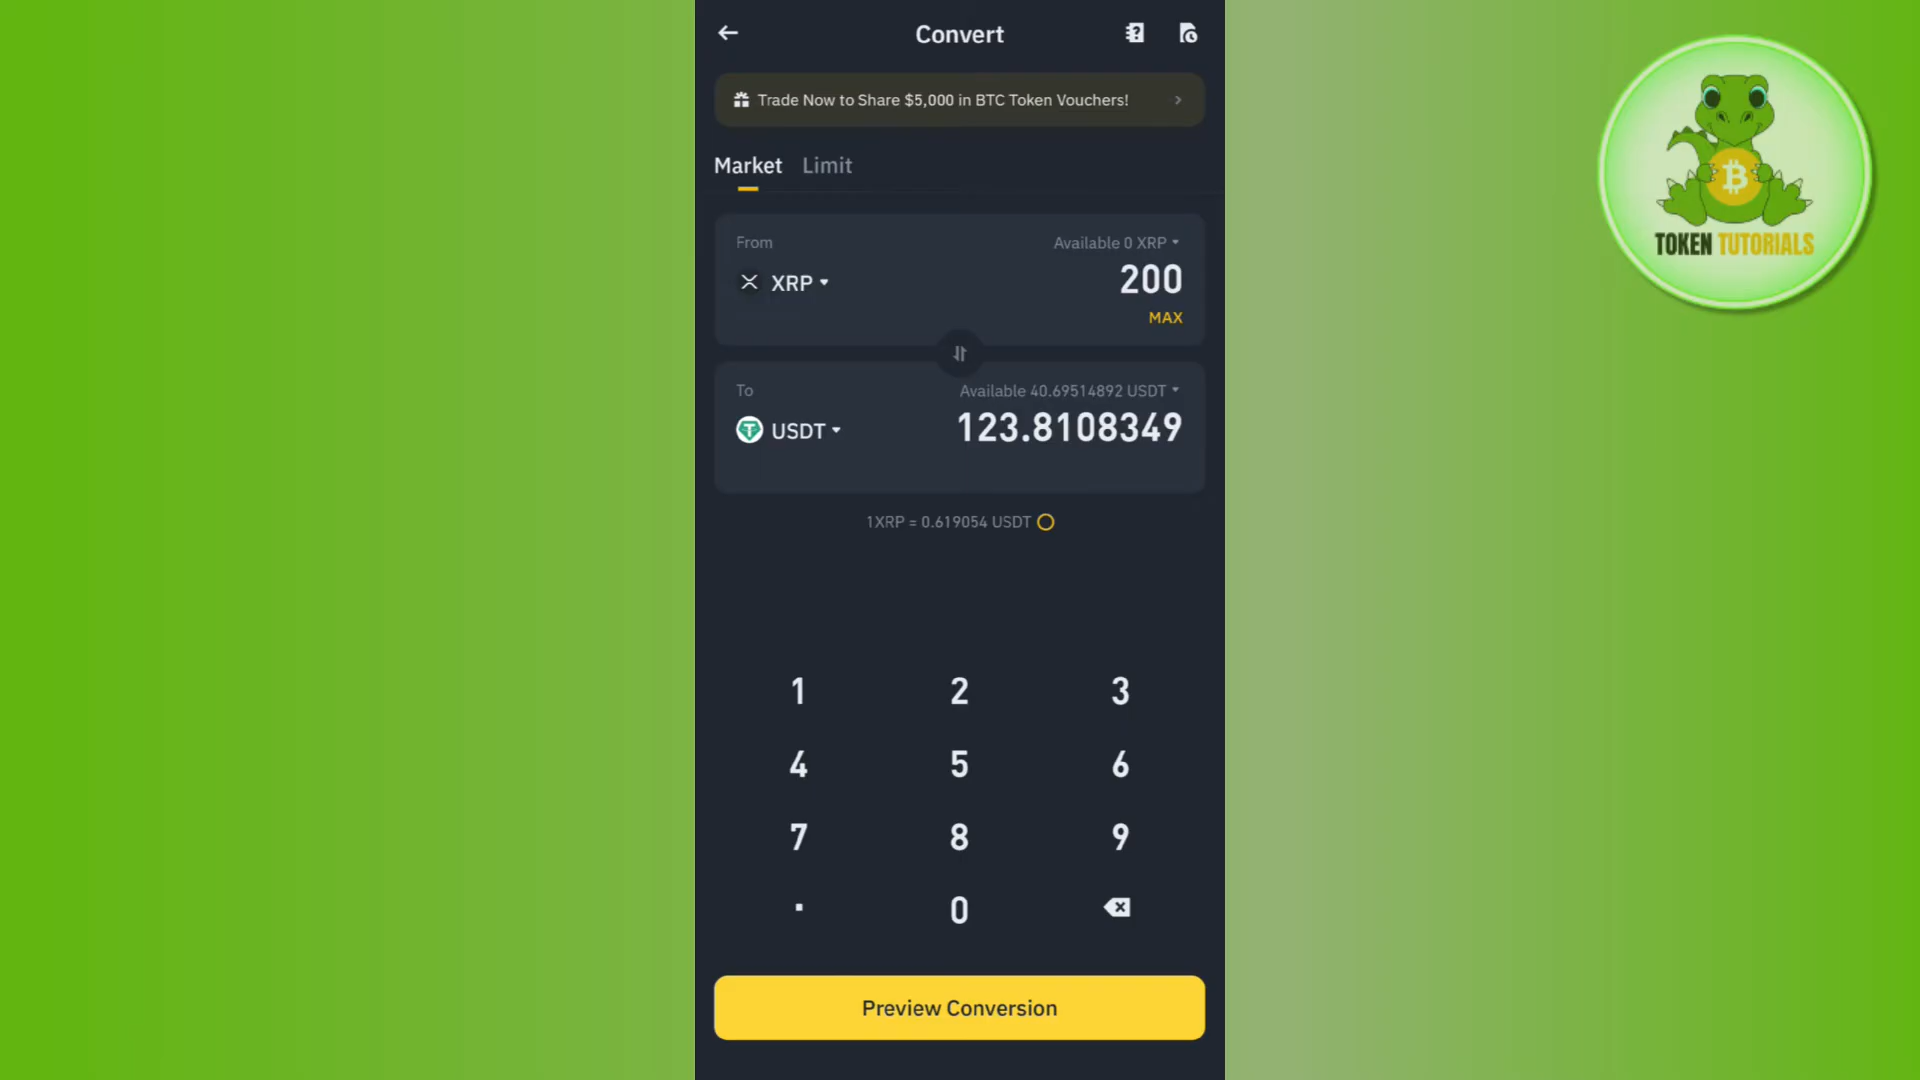 Convert
Trade Now to Share $5,000 in BTC Token Vouchers!
Market Limit
From Available 0 XRP
XRP 200
MAX
To Available 40.69514892 USDT
USDT 123.8108349
1XRP = 0.619054 USDT
1 2 3
4 5 6
7 8 9
. 0
Preview Conversion
TOKEN TUTORIALS